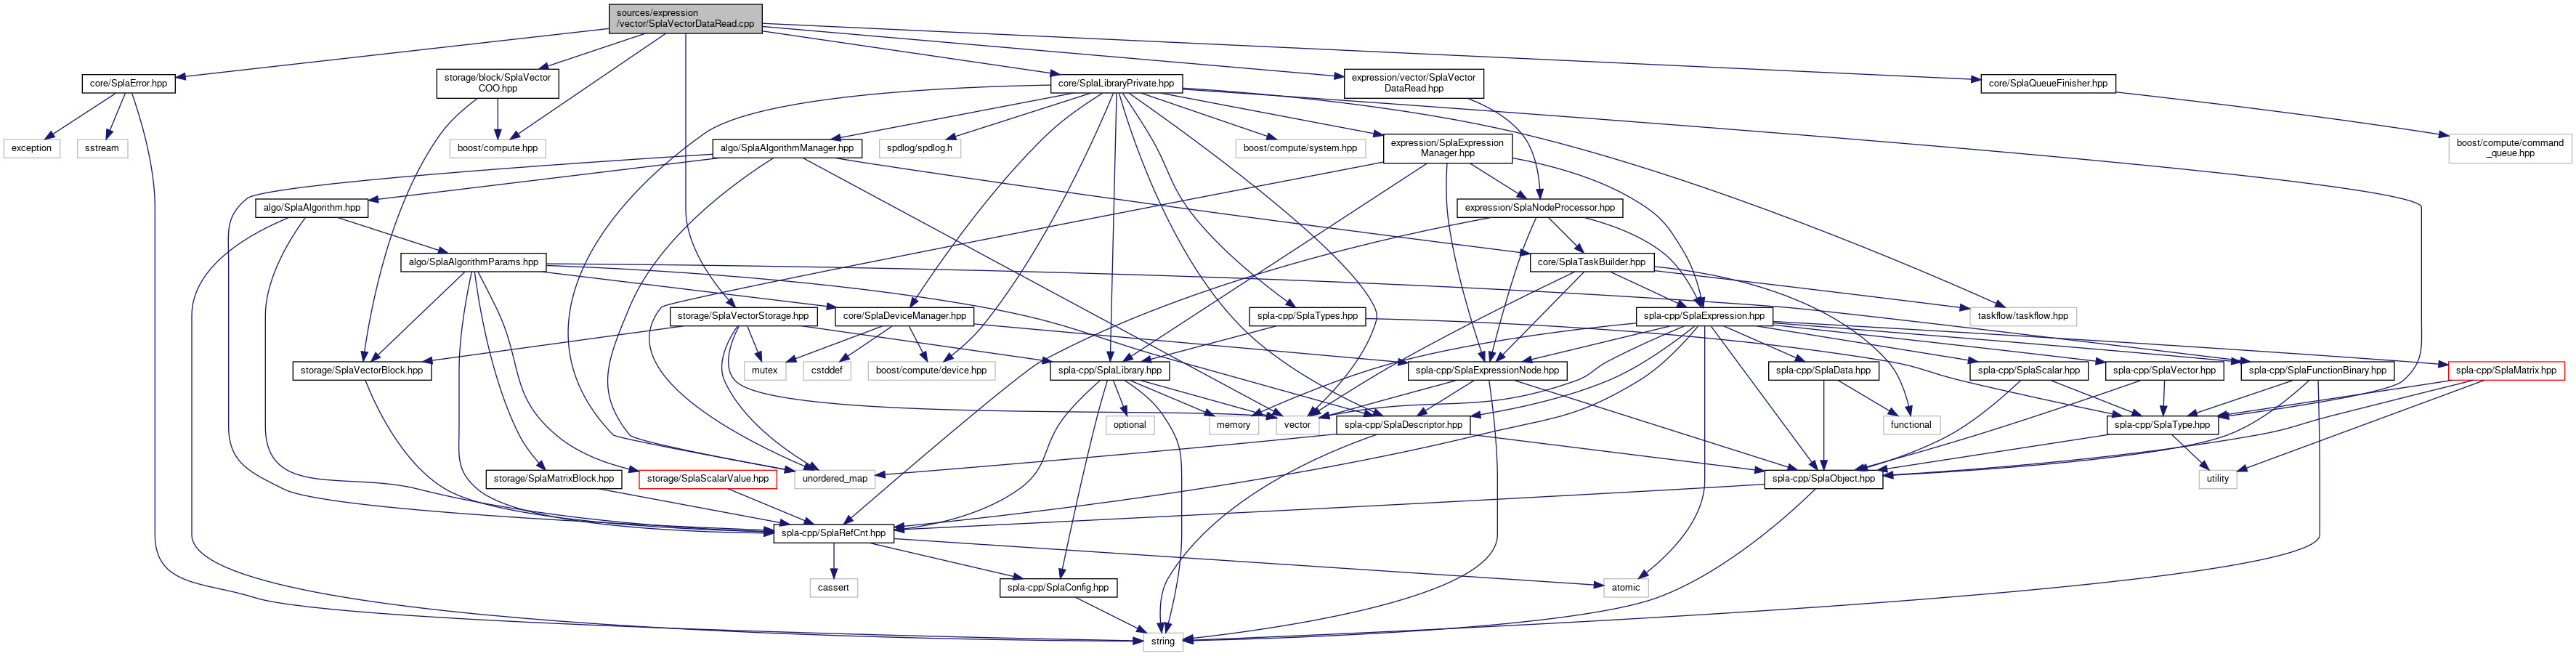 sources/expression
/vector/SplaVectorDataRead.cpp
core/SplaError.hpp
storage/block/SplaVector
COO.hpp
core/SplaLibraryPrivate.hpp
expression/vector/SplaVector
DataRead.hpp
core/SplaQueueFinisher.hpp
exception
sstream
boost/compute.hpp
algo/SplaAlgorithmManager.hpp
spdlog/spdlog.h
boost/compute/system.hpp
expression/SplaExpression
Manager.hpp
boost/compute/command
_queue.hpp
algo/SplaAlgorithm.hpp
expression/SplaNodeProcessor.hpp
algo/SplaAlgorithmParams.hpp
core/SplaTaskBuilder.hpp
storage/SplaVectorStorage.hpp
core/SplaDeviceManager.hpp
spla-cpp/SplaTypes.hpp
spla-cpp/SplaExpression.hpp
taskflow/taskflow.hpp
storage/SplaVectorBlock.hpp
mutex
cstddef
boost/compute/device.hpp
spla-cpp/SplaLibrary.hpp
spla-cpp/SplaExpressionNode.hpp
spla-cpp/SplaData.hpp
spla-cpp/SplaScalar.hpp
spla-cpp/SplaVector.hpp
spla-cpp/SplaFunctionBinary.hpp
spla-cpp/SplaMatrix.hpp
optional
memory
vector
spla-cpp/SplaDescriptor.hpp
functional
spla-cpp/SplaType.hpp
storage/SplaMatrixBlock.hpp
storage/SplaScalarValue.hpp
unordered_map
spla-cpp/SplaObject.hpp
utility
spla-cpp/SplaRefCnt.hpp
cassert
spla-cpp/SplaConfig.hpp
atomic
string